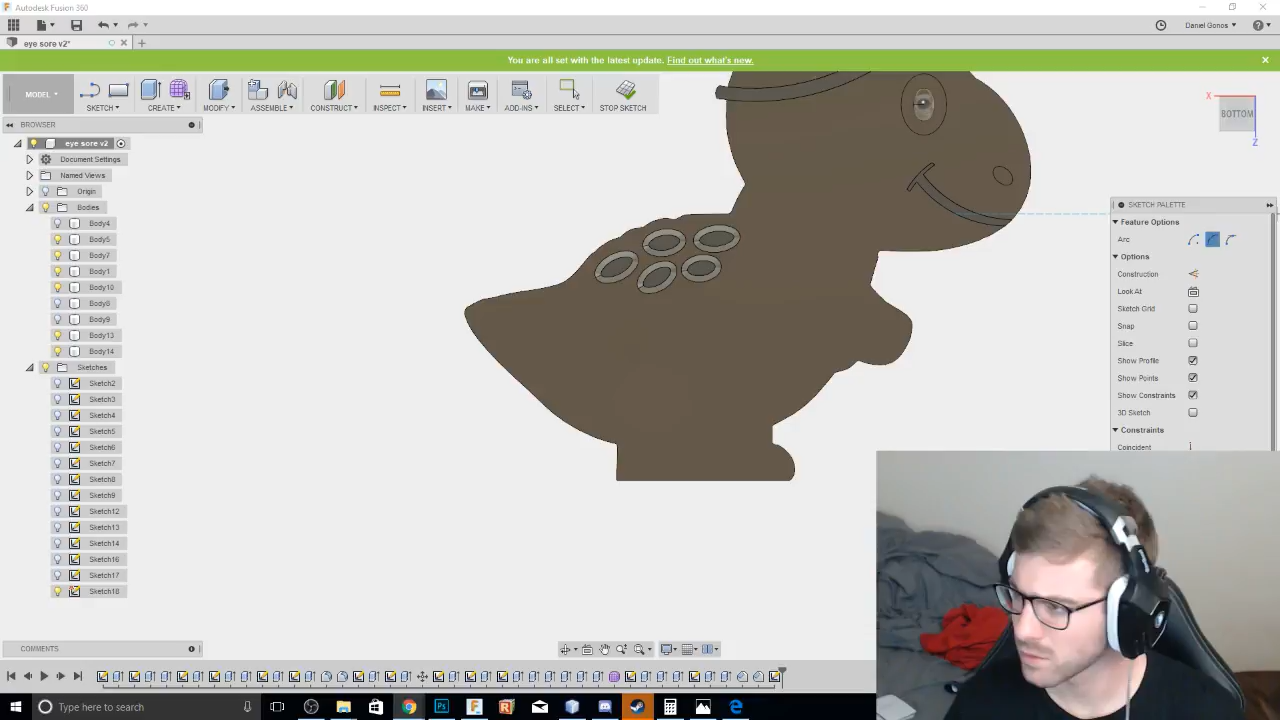 Autodesk Fusion 360
Daniel Gonos
eye sore v2*
You are all set with the latest update. Find out what's new.
MODEL
SKETCH
CREATE
MODIFY
ASSEMBLE
CONSTRUCT
INSPECT
INSERT
MAKE
ADD-INS
SELECT
STOP SKETCH
BROWSER
eye sore v2
Document Settings
Named Views
Origin
Bodies
Body4
Body5
Body7
Body1
Body10
Body8
Body9
Body13
Body14
Sketches
Sketch2
Sketch3
Sketch4
Sketch5
Sketch6
Sketch7
Sketch8
Sketch9
Sketch12
Sketch13
Sketch14
Sketch16
Sketch17
Sketch18
X
BOTTOM
Z
SKETCH PALETTE
Feature Options
Arc
Options
Construction
Look At
Sketch Grid
Snap
Slice
Show Profile
Show Points
Show Constraints
3D Sketch
Constraints
Coincident
COMMENTS
Type here to search